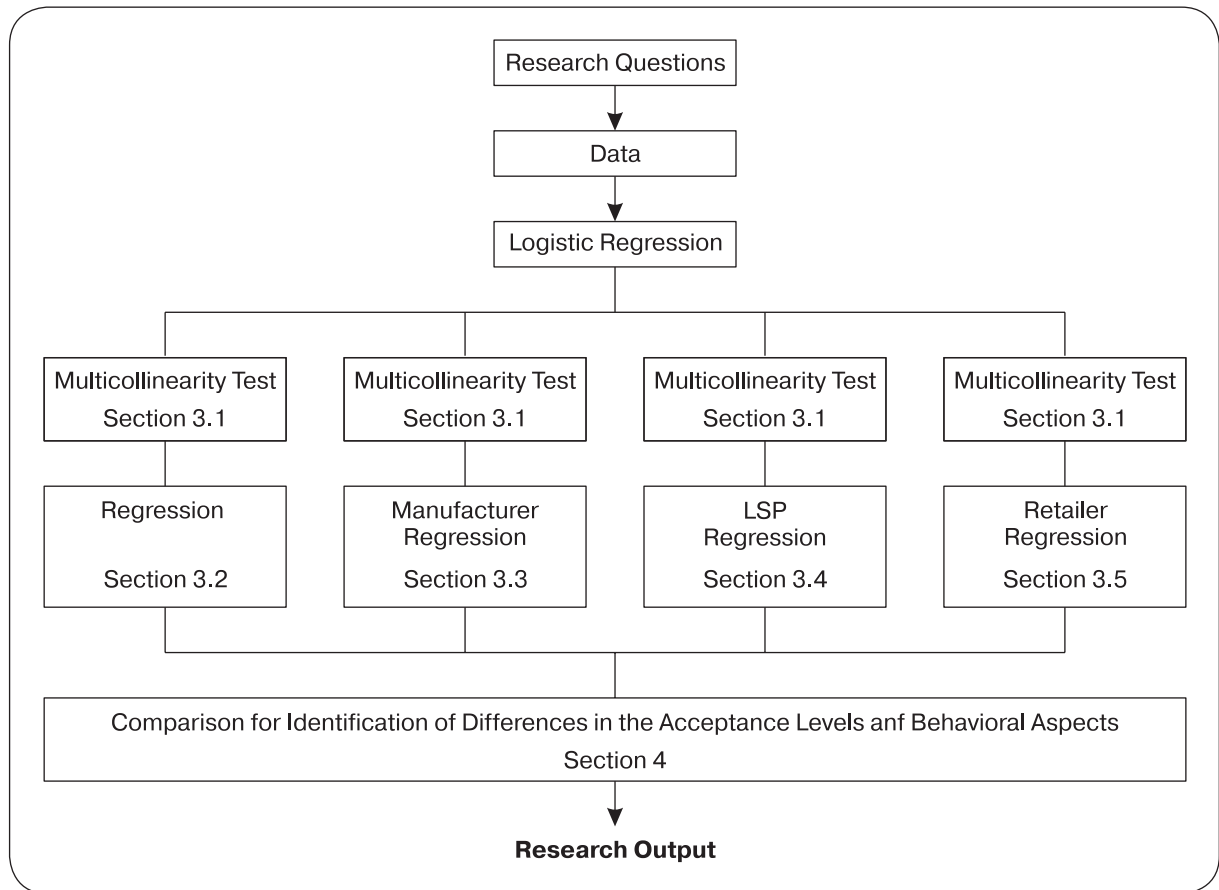 Research Questions
Data
Logistic Regression
Multicollinearity Test
Section 3.1
Multicollinearity Test
Section 3.1
Multicollinearity Test
Section 3.1
Multicollinearity Test
Section 3.1
Regression
Section 3.2
Manufacturer
Regression
Section 3.3
LSP
Regression
Section 3.4
Retailer
Regression
Section 3.5
Comparison for Identification of Differences in the Acceptance Levels anf Behavioral Aspects
Section 4
Research Output